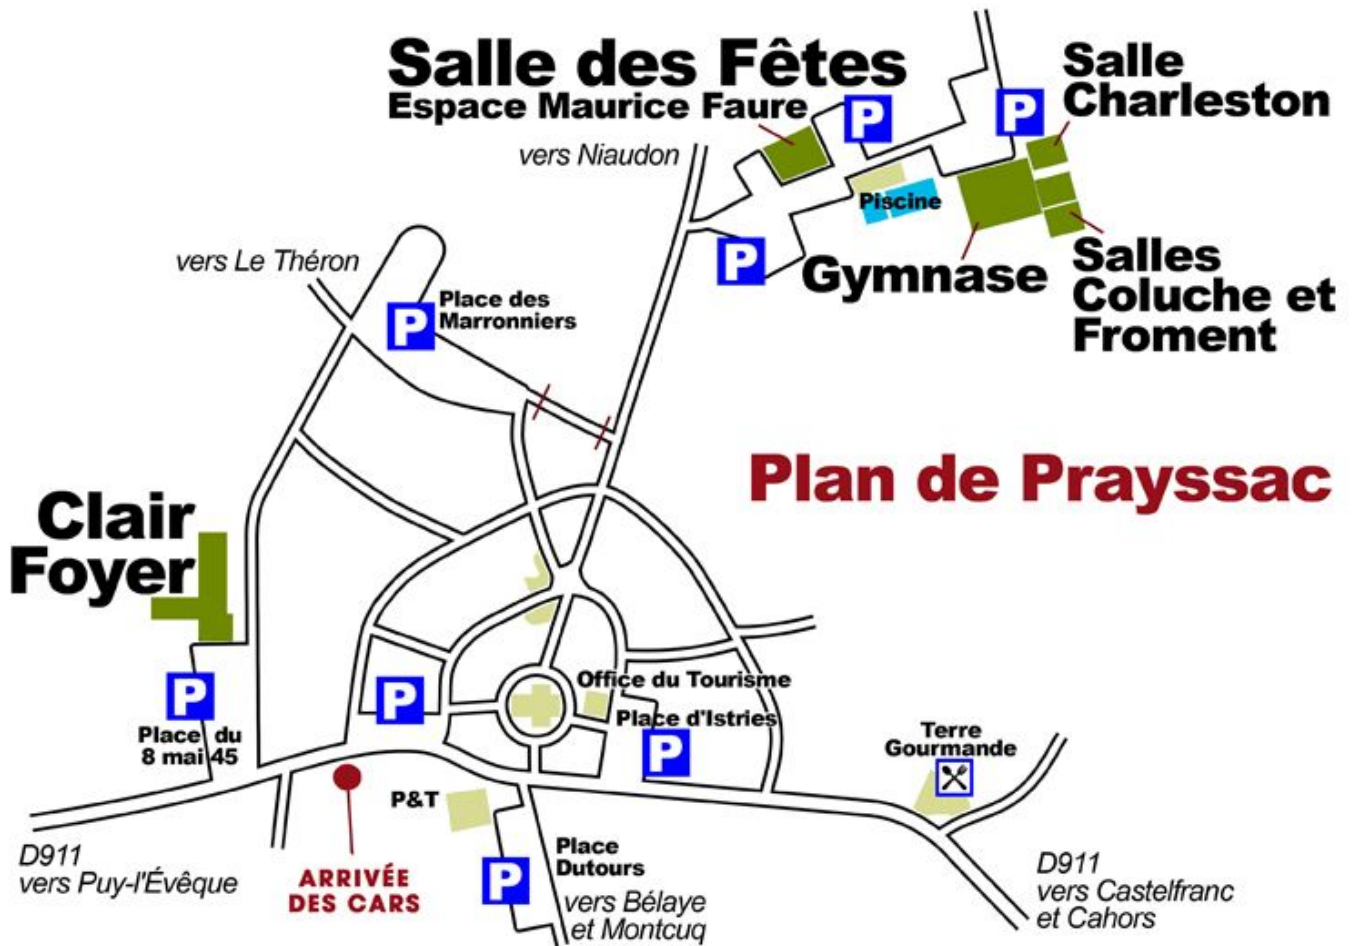 Salle des Fêtes
Espace Maurice Faure
P
P
Salle
Charleston
vers Niaudon
Piscine
P
Gymnase
Salles
Coluche et
Froment
vers Le Théron
P
Place des
Marronniers
Plan de Prayssac
Clair
Foyer
P
Place du
8 mai 45
P
Office du Tourisme
Place d'Istries
P
Terre
Gourmande
P&T
D911
vers Puy-l'Évêque
ARRIVÉE
DES CARS
P
Place
Dutours
vers Bélaye
et Montcuq
D911
vers Castelfranc
et Cahors